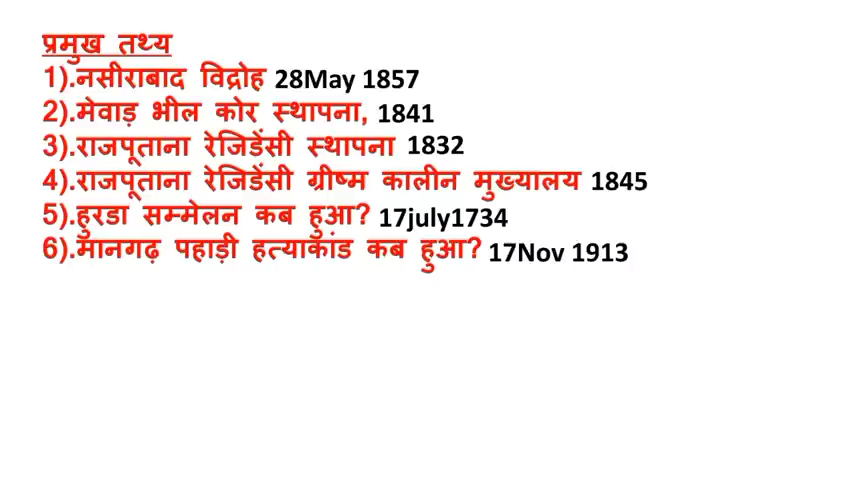 प्रमुख तथ्य
1).नसीराबाद विद्रोह 28May 1857
2).मेवाड़ भील कोर स्थापना, 1841
3).राजपूताना रेजिडेंसी स्थापना 1832
4).राजपूताना रेजिडेंसी ग्रीष्म कालीन मुख्यालय 1845
5).हुरडा सम्मेलन कब हुआ? 17july1734
6).मानगढ़ पहाड़ी हत्याकांड कब हुआ? 17Nov 1913